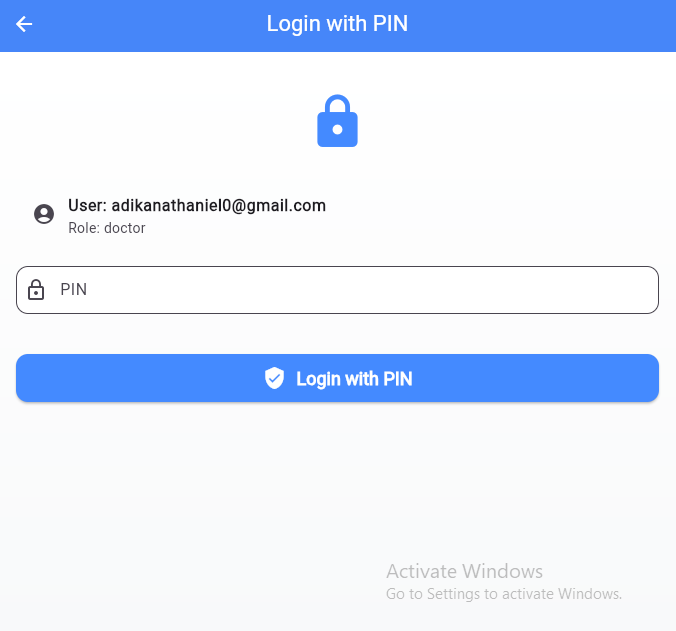 Login with PIN
User: adikanathaniel0@gmail.com
Role: doctor
PIN
Login with PIN
Activate Windows
Go to Settings to activate Windows.